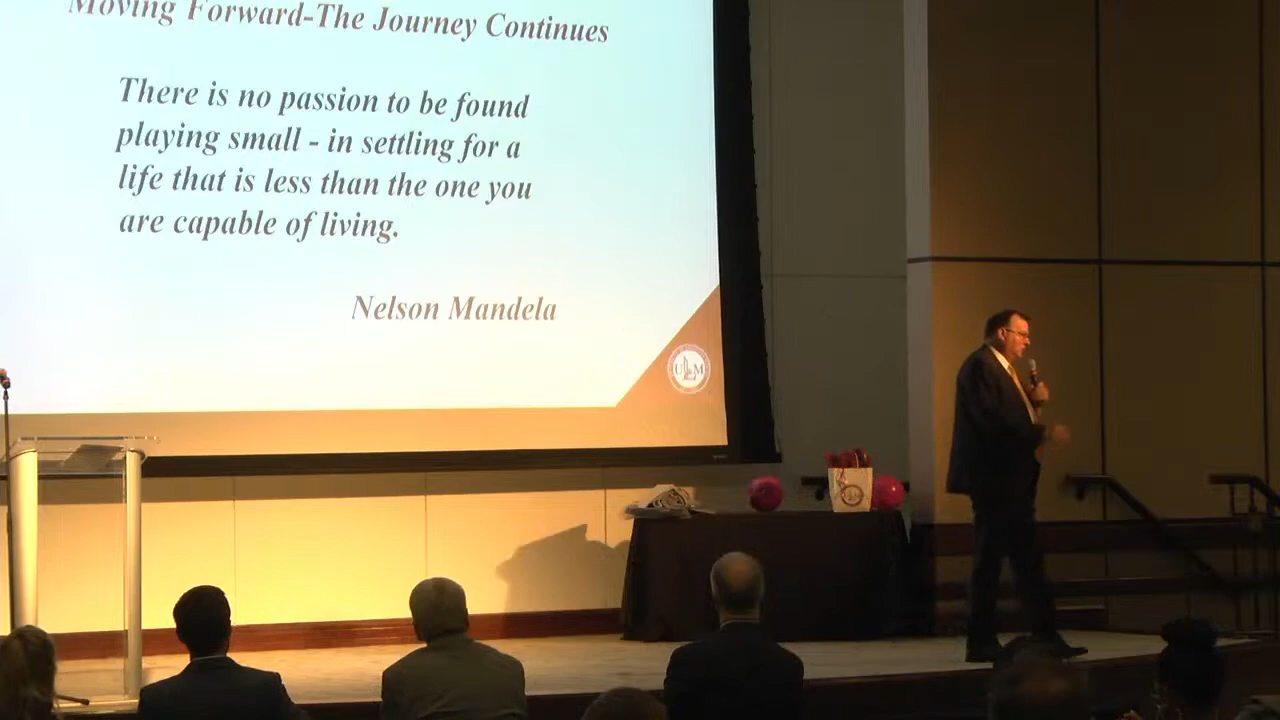 Moving Forward-The Journey Continues
There is no passion to be found
playing small - in settling for a
life that is less than the one you
are capable of living.
Nelson Mandela
ULM